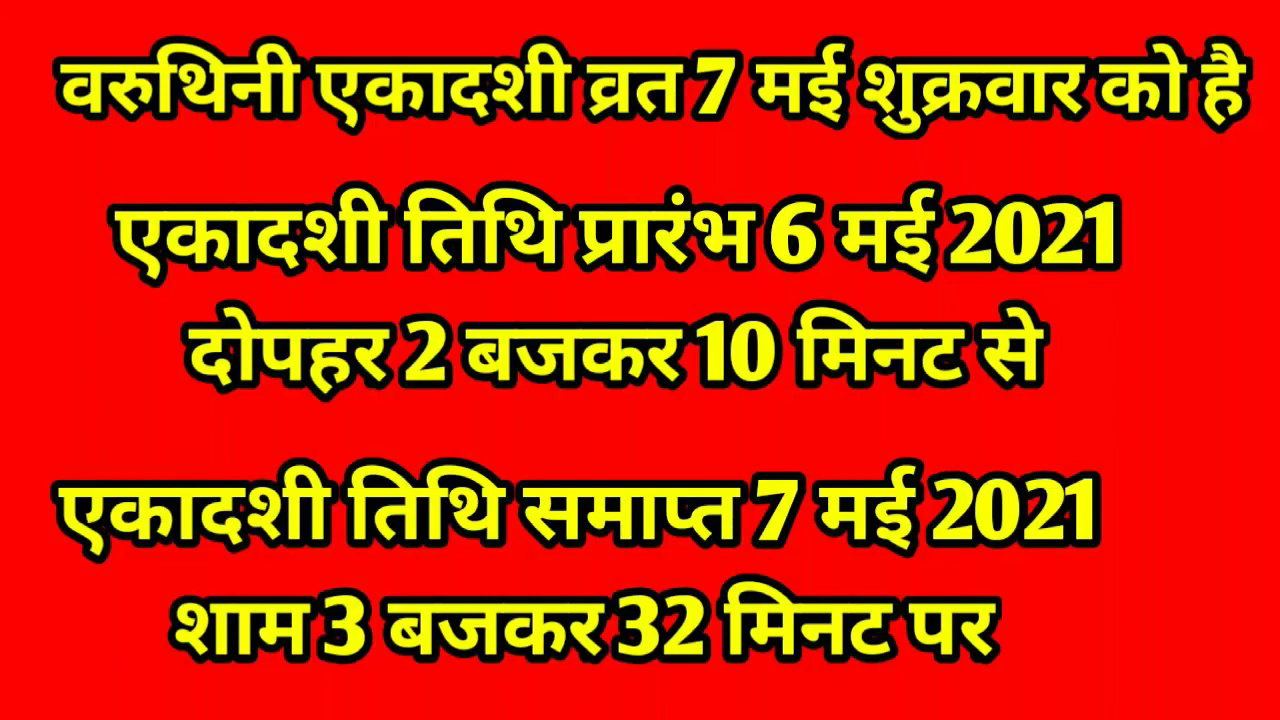 वरुथिनी एकादशी व्रत 7 मई शुक्रवार को है
एकादशी तिथि प्रारंभ 6 मई 2021
दोपहर 2 बजकर 10 मिनट से
एकादशी तिथि समाप्त 7 मई 2021
शाम 3 बजकर 32 मिनट पर